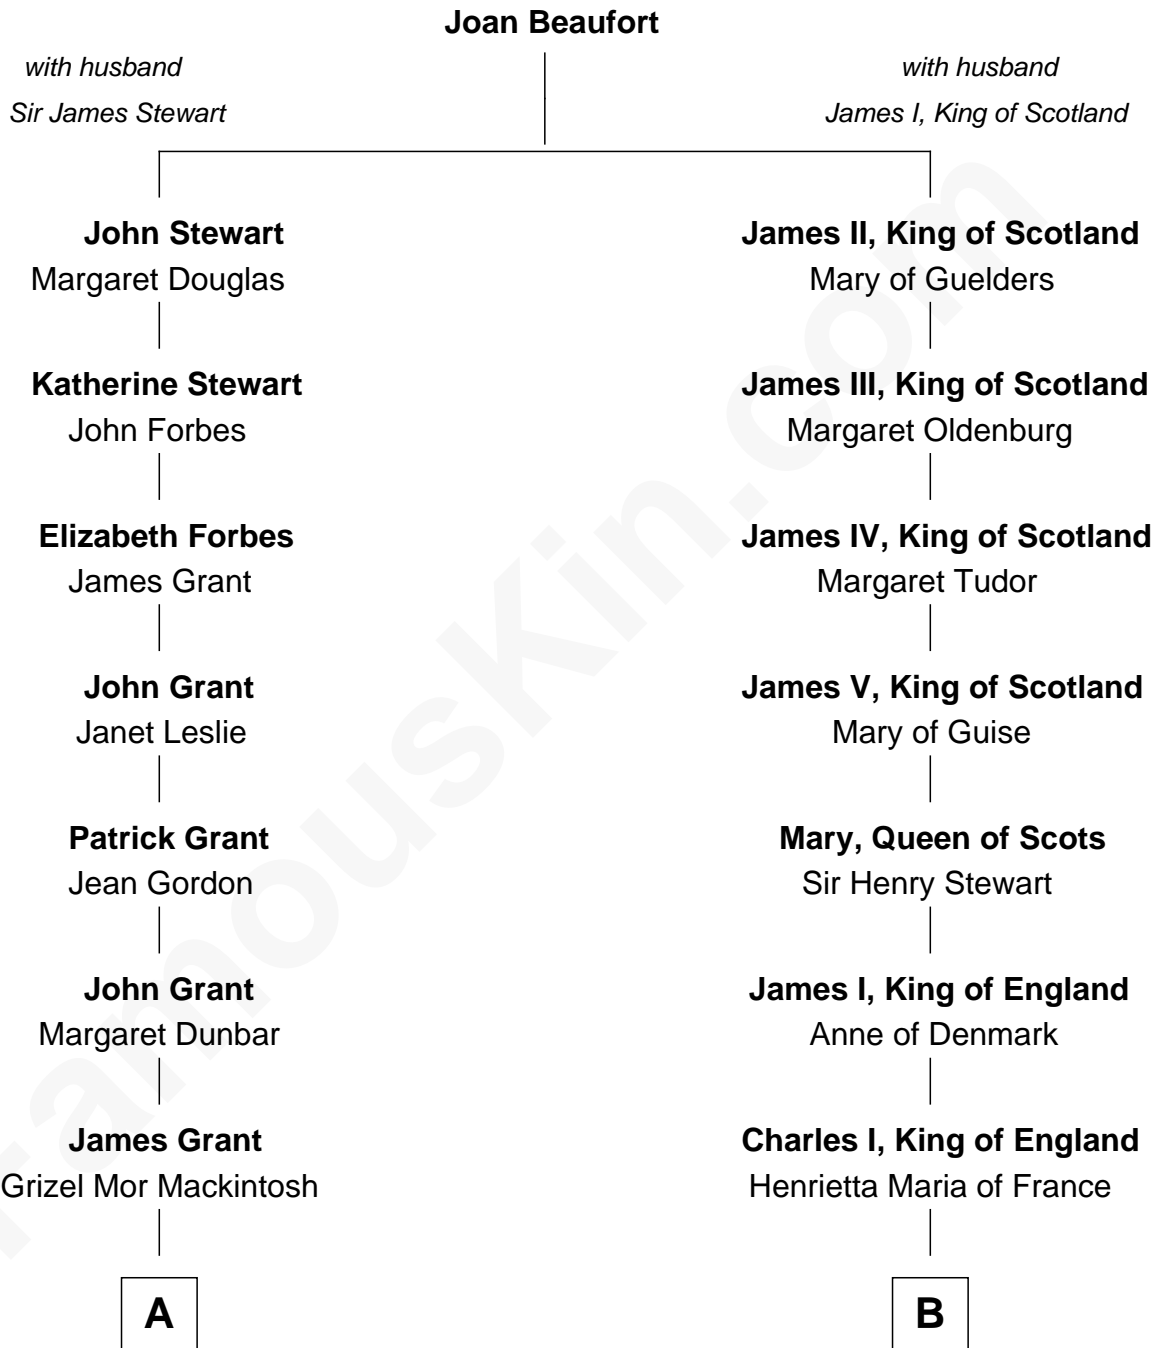 Joan Beaufort
with husband
Sir James Stewart
with husband
James I, King of Scotland
John Stewart
Margaret Douglas
James II, King of Scotland
Mary of Guelders
Katherine Stewart
John Forbes
James III, King of Scotland
Margaret Oldenburg
Elizabeth Forbes
James Grant
James IV, King of Scotland
Margaret Tudor
John Grant
Janet Leslie
James V, King of Scotland
Mary of Guise
Patrick Grant
Jean Gordon
Mary, Queen of Scots
Sir Henry Stewart
John Grant
Margaret Dunbar
James I, King of England
Anne of Denmark
James Grant
Grizel Mor Mackintosh
Charles I, King of England
Henrietta Maria of France
A
B
FamousKin.com